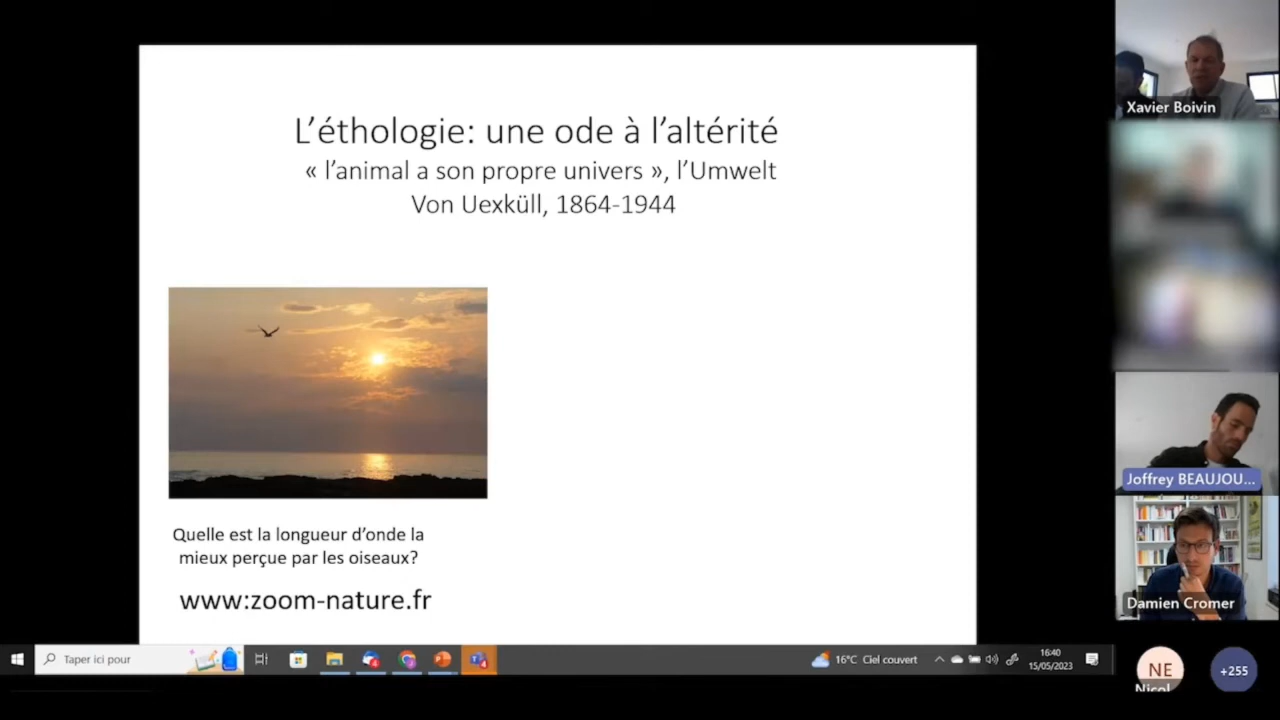 L'éthologie: une ode à l'altérité
« l'animal a son propre univers », l'Umwelt
Von Uexküll, 1864-1944
Quelle est la longueur d'onde la
mieux perçue par les oiseaux?
www:zoom-nature.fr
Xavier Boivin
Joffrey BEAUJOU...
Damien Cromer
NE
Nicol
+255
Taper ici pour
16°C Ciel couvert
16:40
15/05/2023